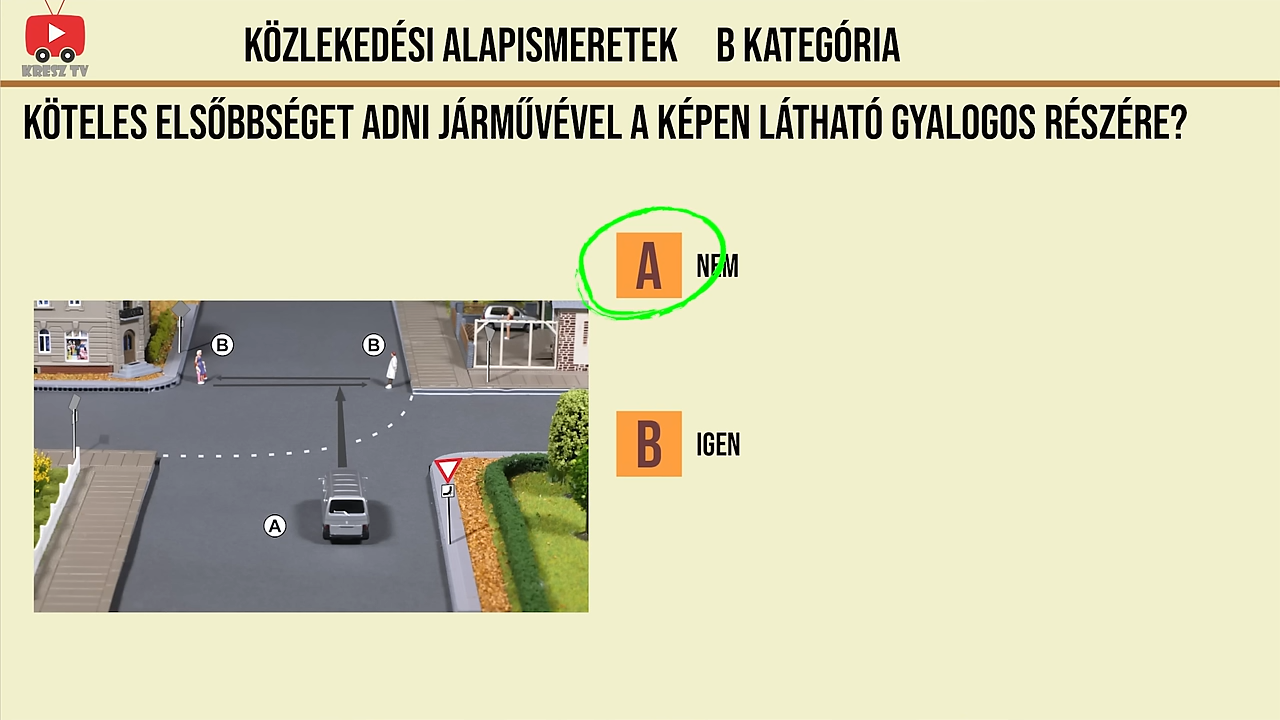 KRESZ TV
KÖZLEKEDÉSI ALAPISMERETEK B KATEGÓRIA
KÖTELES ELSŐBBSÉGET ADNI JÁRMŰVÉVEL A KÉPEN LÁTHATÓ GYALOGOS RÉSZÉRE?
A NEM
B B
B IGEN
A